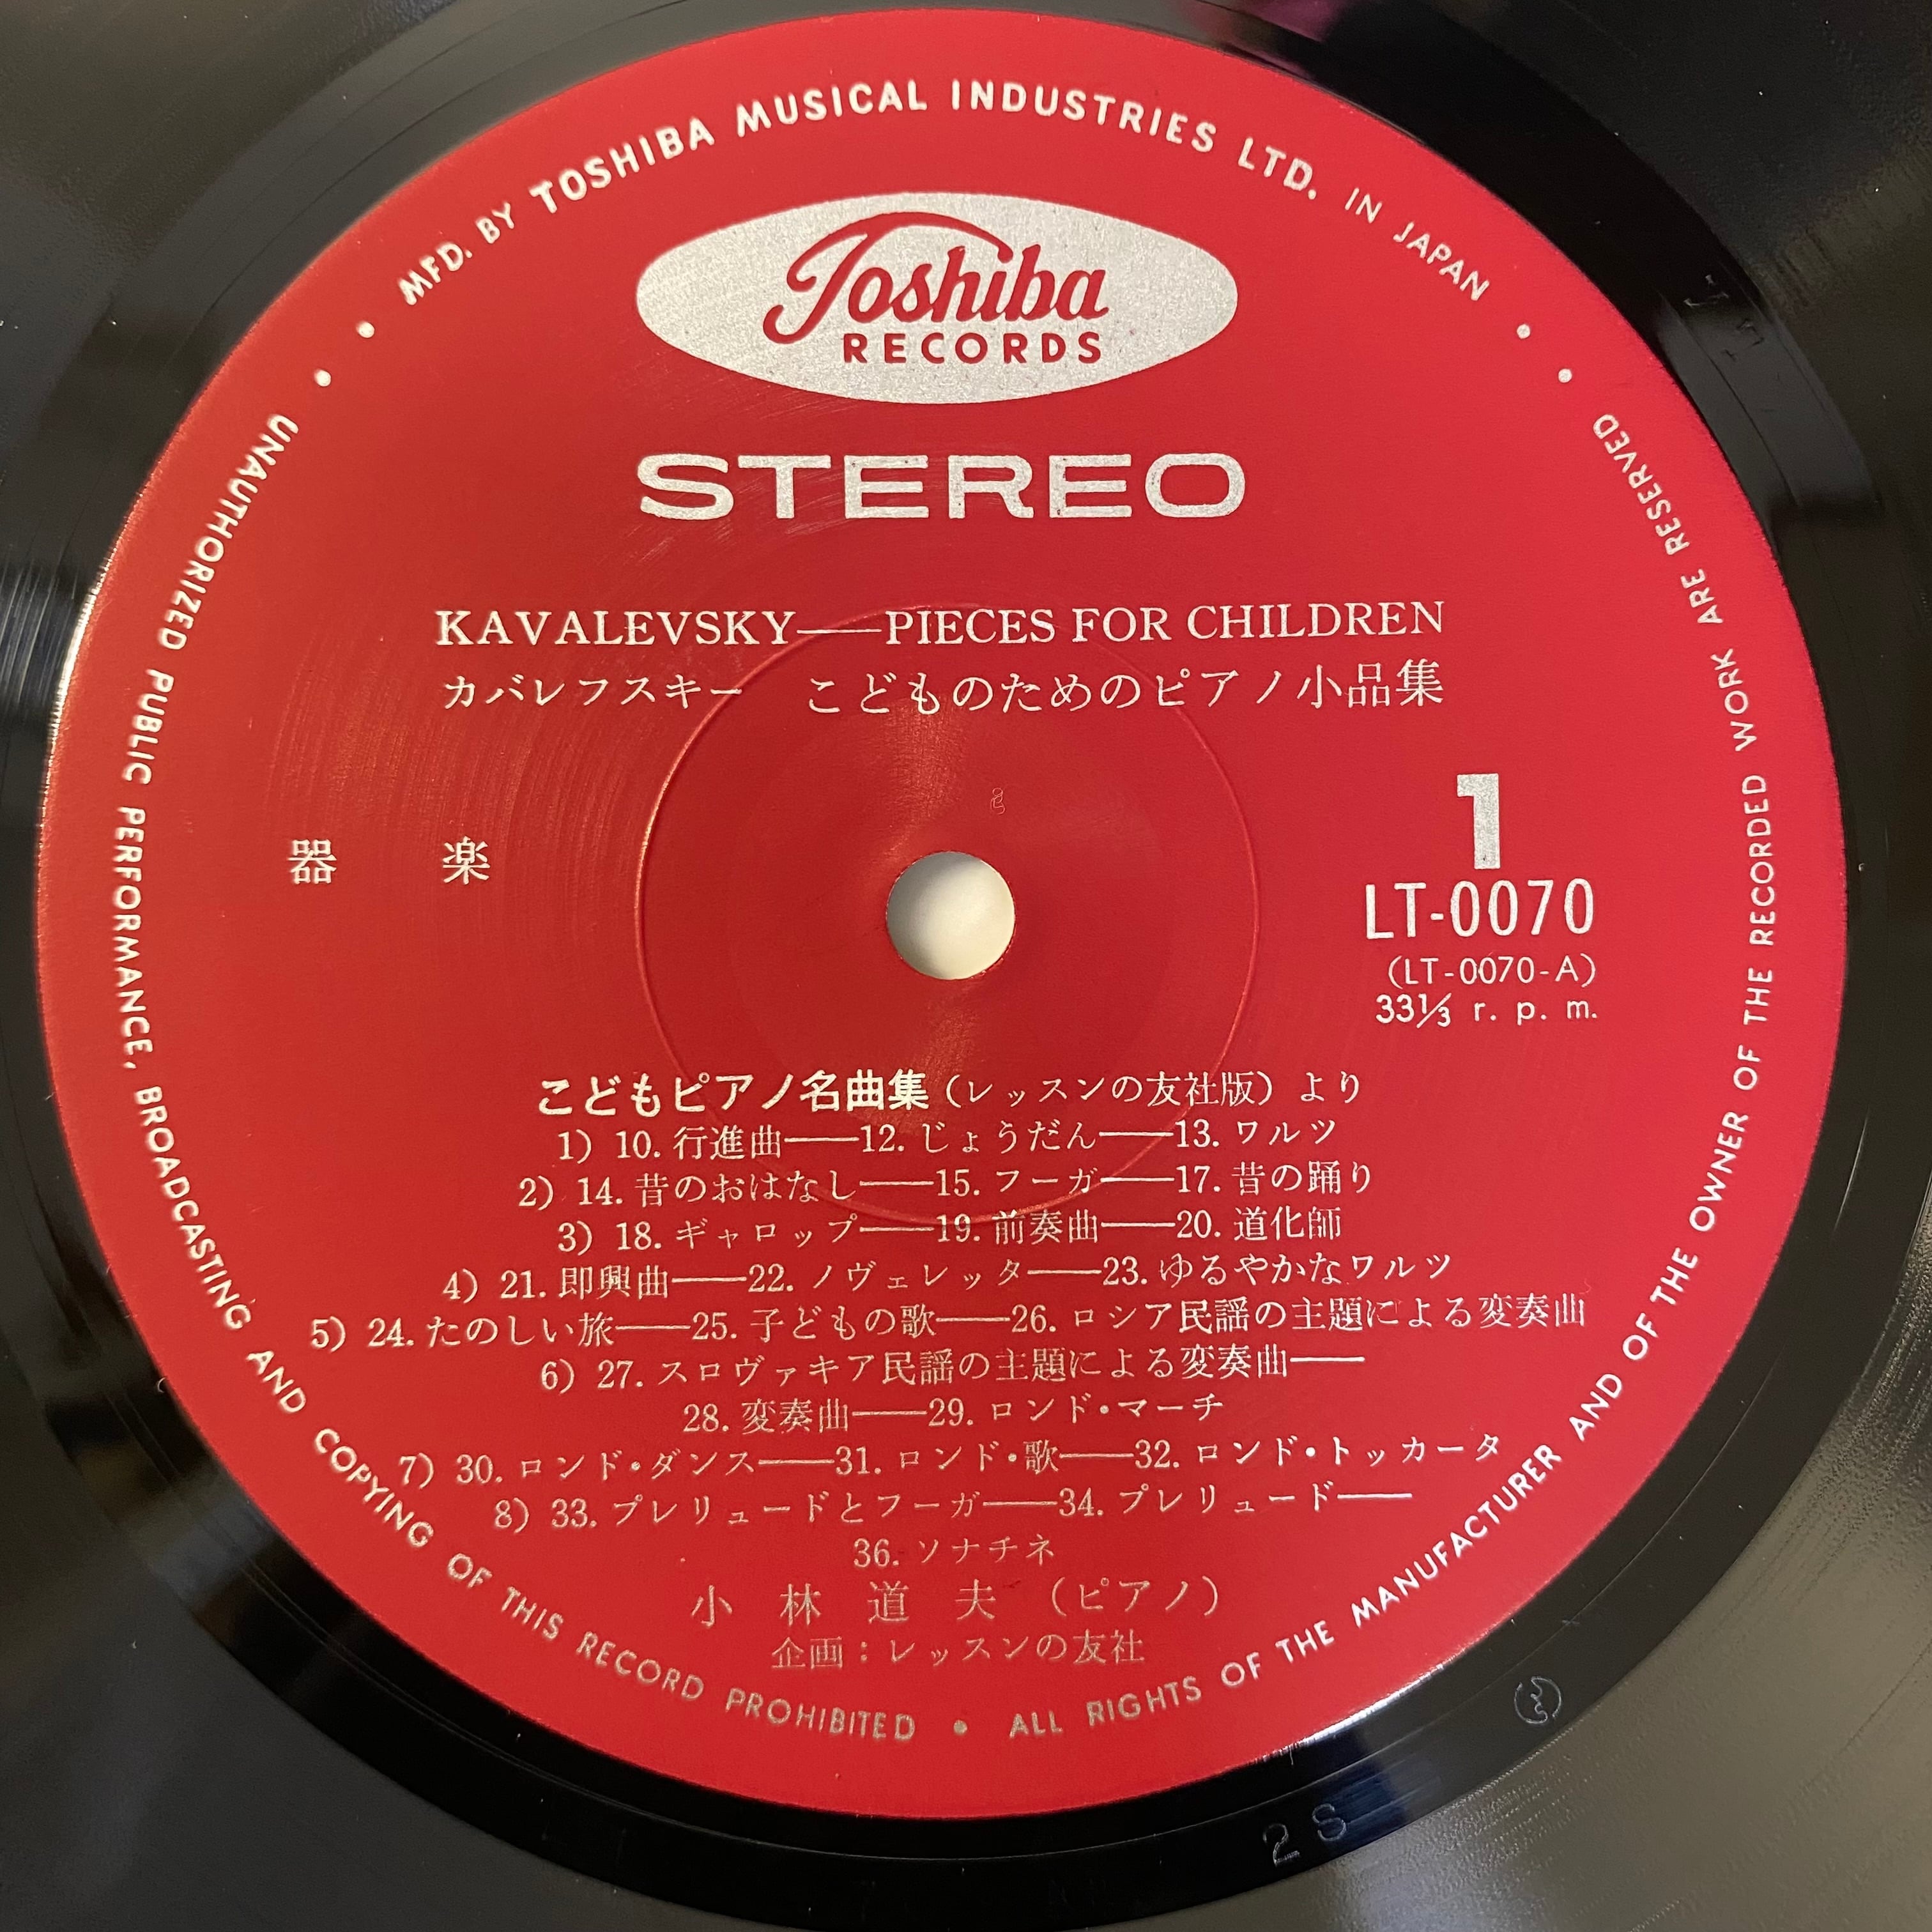 MFD. BY TOSHIBA MUSICAL INDUSTRIES LTD. IN JAPAN
Toshiba
RECORDS
STEREO
KAVALEVSKY——PIECES FOR CHILDREN
カバレフスキー こどものためのピアノ小品集
器 楽
1
LT-0070
(LT-0070-A)
33⅓ r. p. m.
こどもピアノ名曲集(レッスンの友社版)より
1) 10. 行進曲——12. じょうだん——13. ワルツ
2) 14. 昔のおはなし——15. フーガ——17. 昔の踊り
3) 18. ギャロップ——19. 前奏曲——20. 道化師
4) 21. 即興曲——22. ノヴェレッタ——23. ゆるやかなワルツ
5) 24. たのしい旅——25. 子どもの歌——26. ロシア民謡の主題による変奏曲
6) 27. スロヴァキア民謡の主題による変奏曲——
28. 変奏曲——29. ロンド・マーチ
7) 30. ロンド・ダンス——31. ロンド・歌——32. ロンド・トッカータ
8) 33. プレリュードとフーガ——34. プレリュード——
36. ソナチネ
小 林 道 夫 (ピアノ)
企画：レッスンの友社
UNAUTHORIZED PUBLIC PERFORMANCE, BROADCASTING AND COPYING OF THIS RECORD PROHIBITED • ALL RIGHTS OF THE MANUFACTURER AND OF THE OWNER OF THE RECORDED WORK ARE RESERVED
2 S